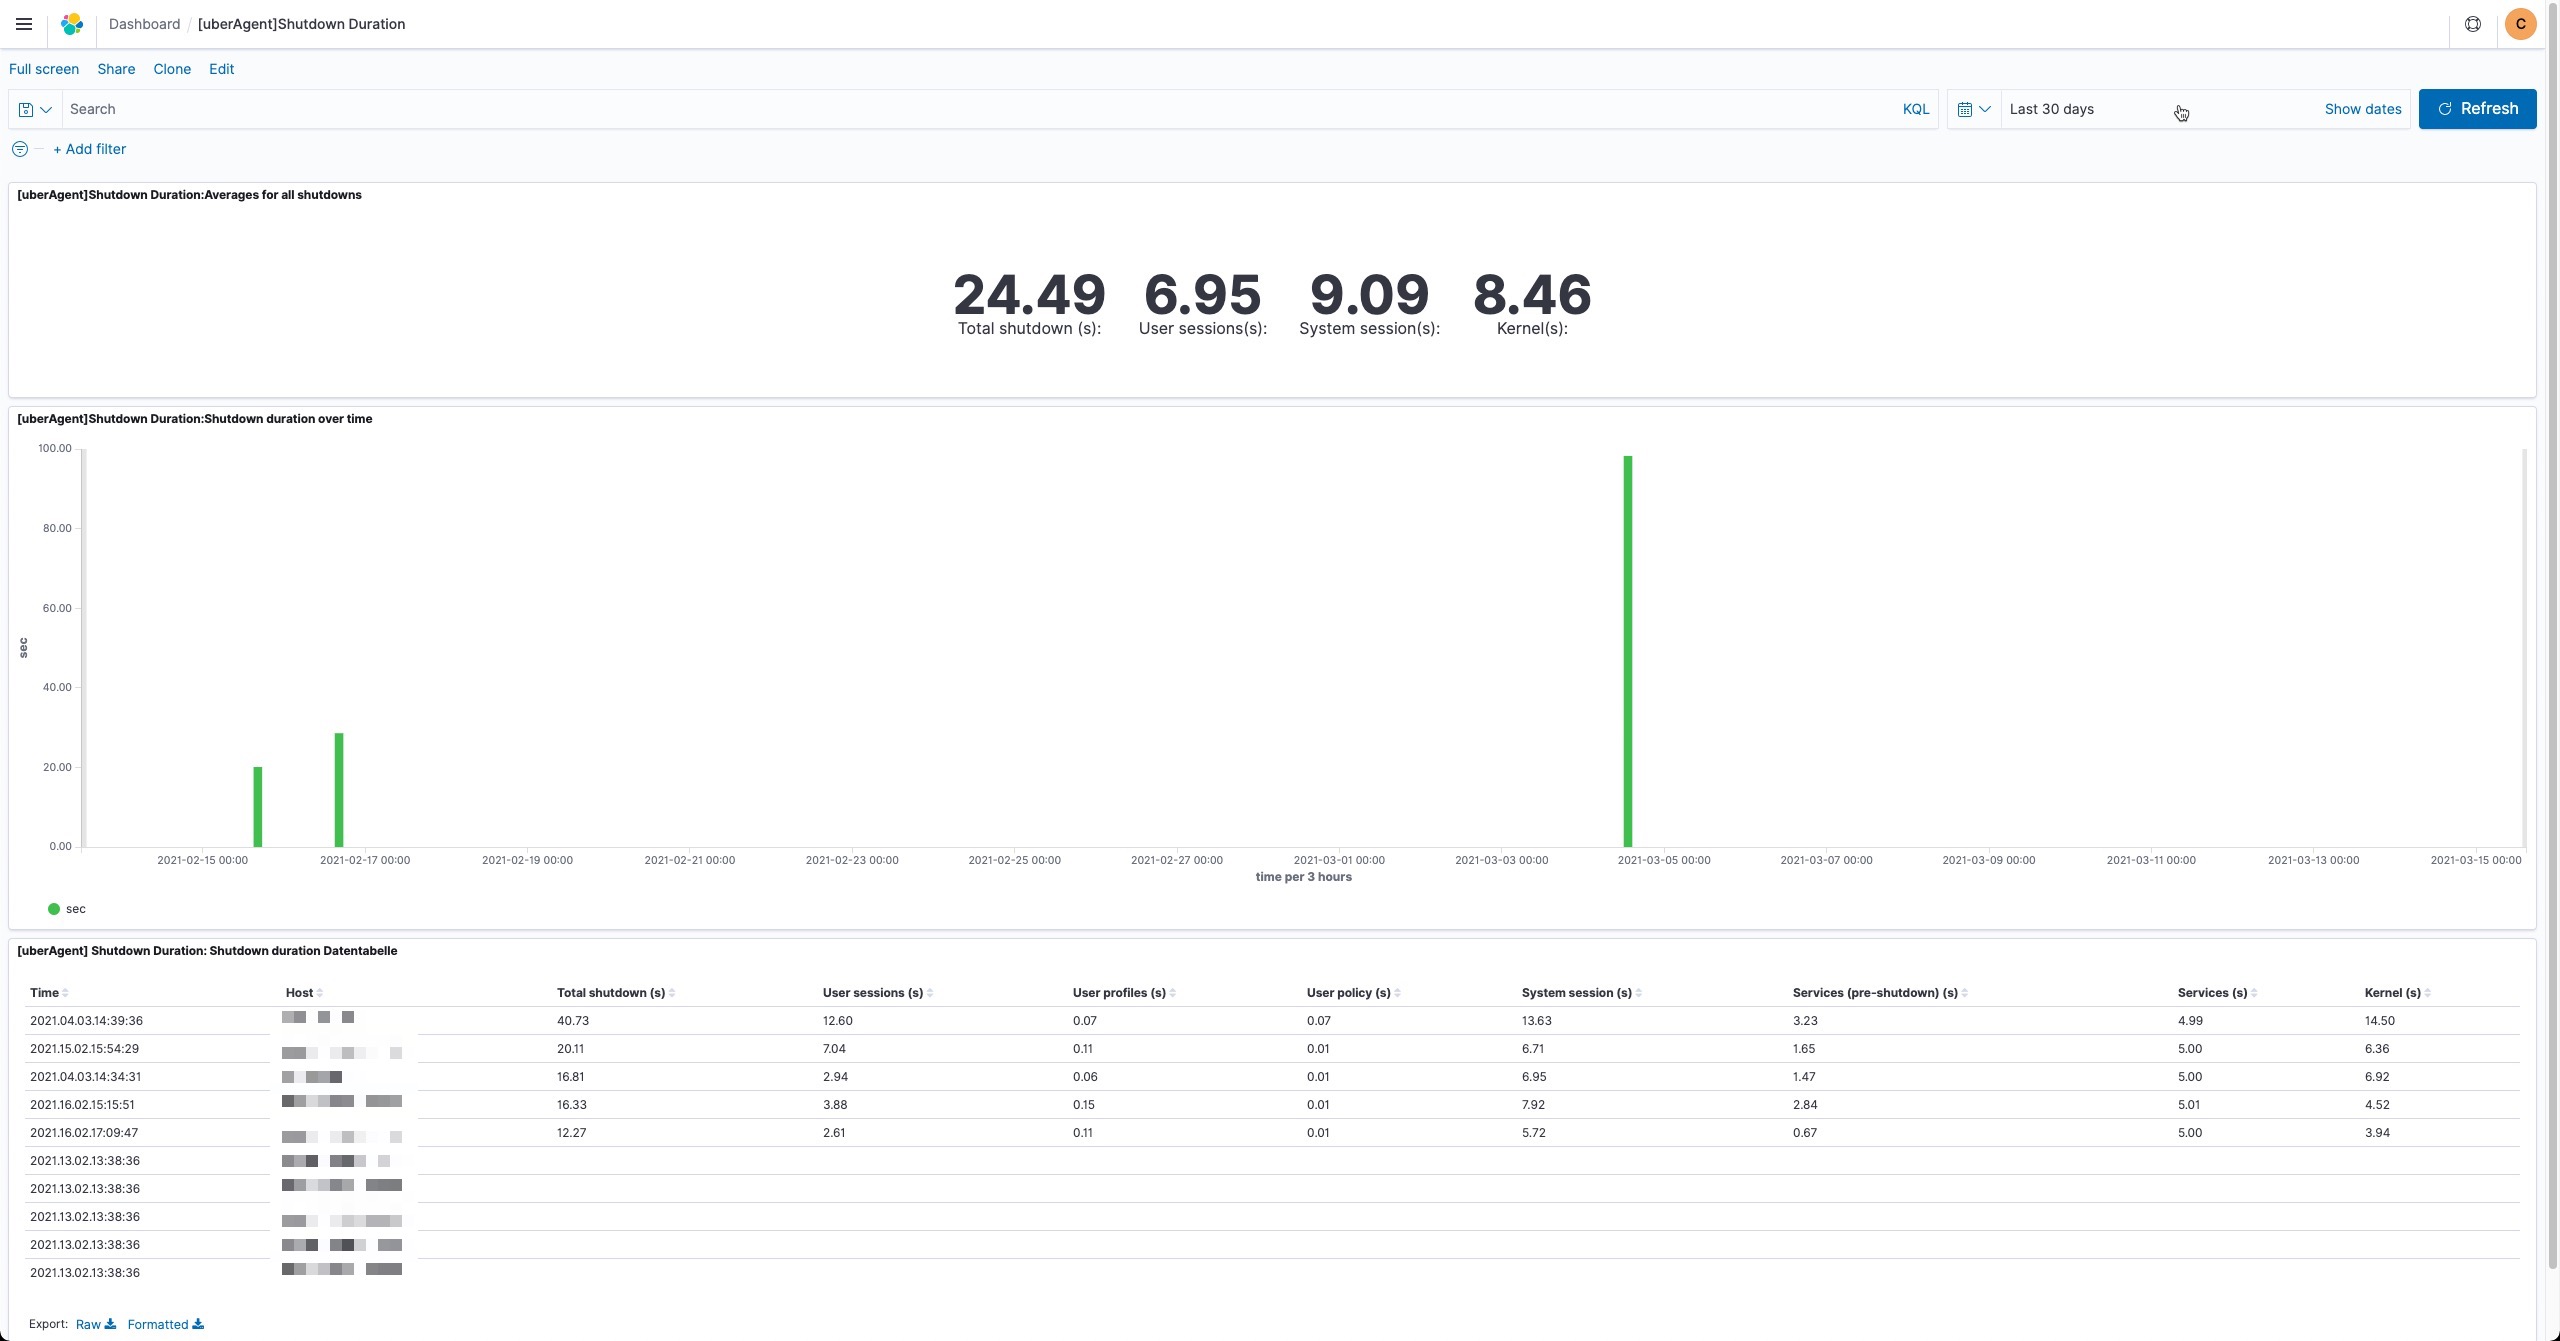 Dashboard / [uberAgent]Shutdown Duration
C
Full screen Share Clone Edit
Search KQL Last 30 days Show dates Refresh
+ Add filter
[uberAgent]Shutdown Duration:Averages for all shutdowns
24.49 6.95 9.09 8.46
Total shutdown (s): User sessions(s): System session(s): Kernel(s):
[uberAgent]Shutdown Duration:Shutdown duration over time
100.00
80.00
60.00
sec
40.00
20.00
0.00
2021-02-15 00:00 2021-02-17 00:00 2021-02-19 00:00 2021-02-21 00:00 2021-02-23 00:00 2021-02-25 00:00 2021-02-27 00:00 2021-03-01 00:00 2021-03-03 00:00 2021-03-05 00:00 2021-03-07 00:00 2021-03-09 00:00 2021-03-11 00:00 2021-03-13 00:00 2021-03-15 00:00
time per 3 hours
sec
[uberAgent] Shutdown Duration: Shutdown duration Datentabelle
Time Host Total shutdown (s) User sessions (s) User profiles (s) User policy (s) System session (s) Services (pre-shutdown) (s) Services (s) Kernel (s)
2021.04.03.14:39:36 40.73 12.60 0.07 0.07 13.63 3.23 4.99 14.50
2021.15.02.15:54:29 20.11 7.04 0.11 0.01 6.71 1.65 5.00 6.36
2021.04.03.14:34:31 16.81 2.94 0.06 0.01 6.95 1.47 5.00 6.92
2021.16.02.15:15:51 16.33 3.88 0.15 0.01 7.92 2.84 5.01 4.52
2021.16.02.17:09:47 12.27 2.61 0.11 0.01 5.72 0.67 5.00 3.94
2021.13.02.13:38:36
2021.13.02.13:38:36
2021.13.02.13:38:36
2021.13.02.13:38:36
2021.13.02.13:38:36
Export: Raw Formatted